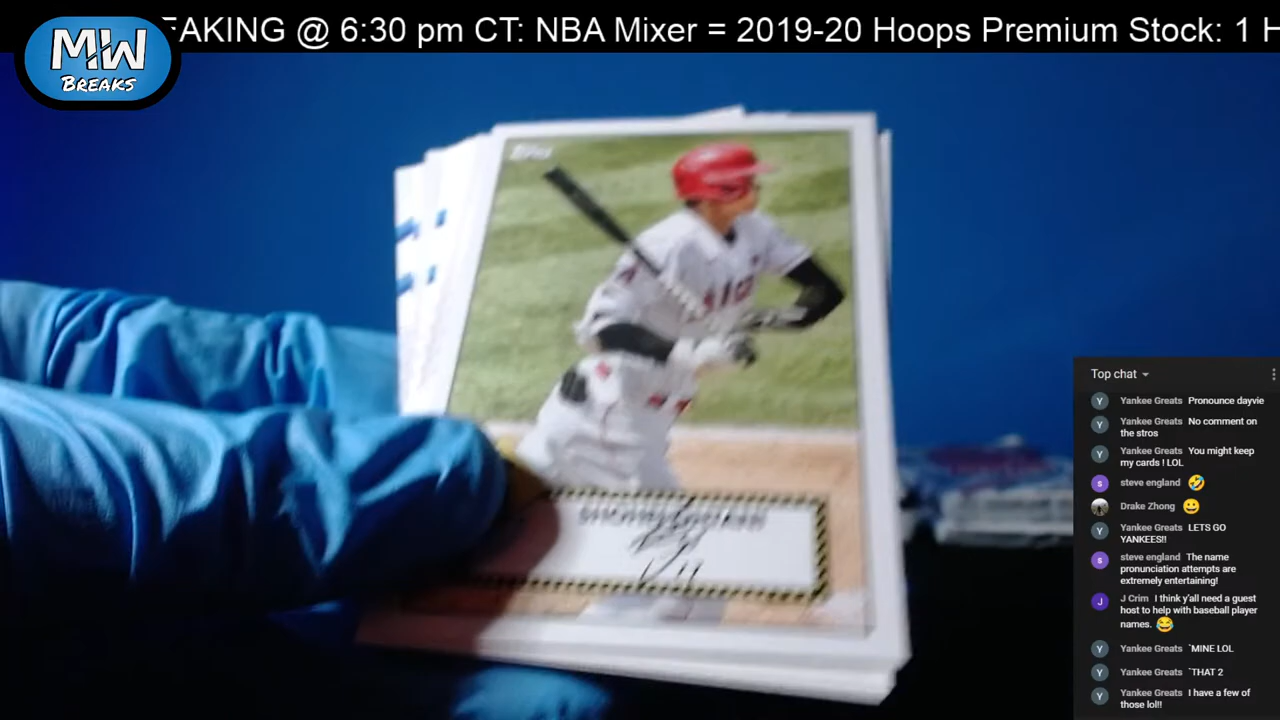 EAKING @ 6:30 pm CT: NBA Mixer = 2019-20 Hoops Premium Stock: 1 H
MW
BREAKS
Topps
Top chat
Yankee Greats Pronounce dayvie
Yankee Greats No comment on
the stros
Yankee Greats You might keep
my cards ! LOL
steve england 🤣
Drake Zhong 😀
Yankee Greats LETS GO
YANKEES!!
steve england The name
pronunciation attempts are
extremely entertaining!
J Crim I think y'all need a guest
host to help with baseball player
names. 😂
Yankee Greats `MINE LOL
Yankee Greats `THAT 2
Yankee Greats I have a few of
those lol!!